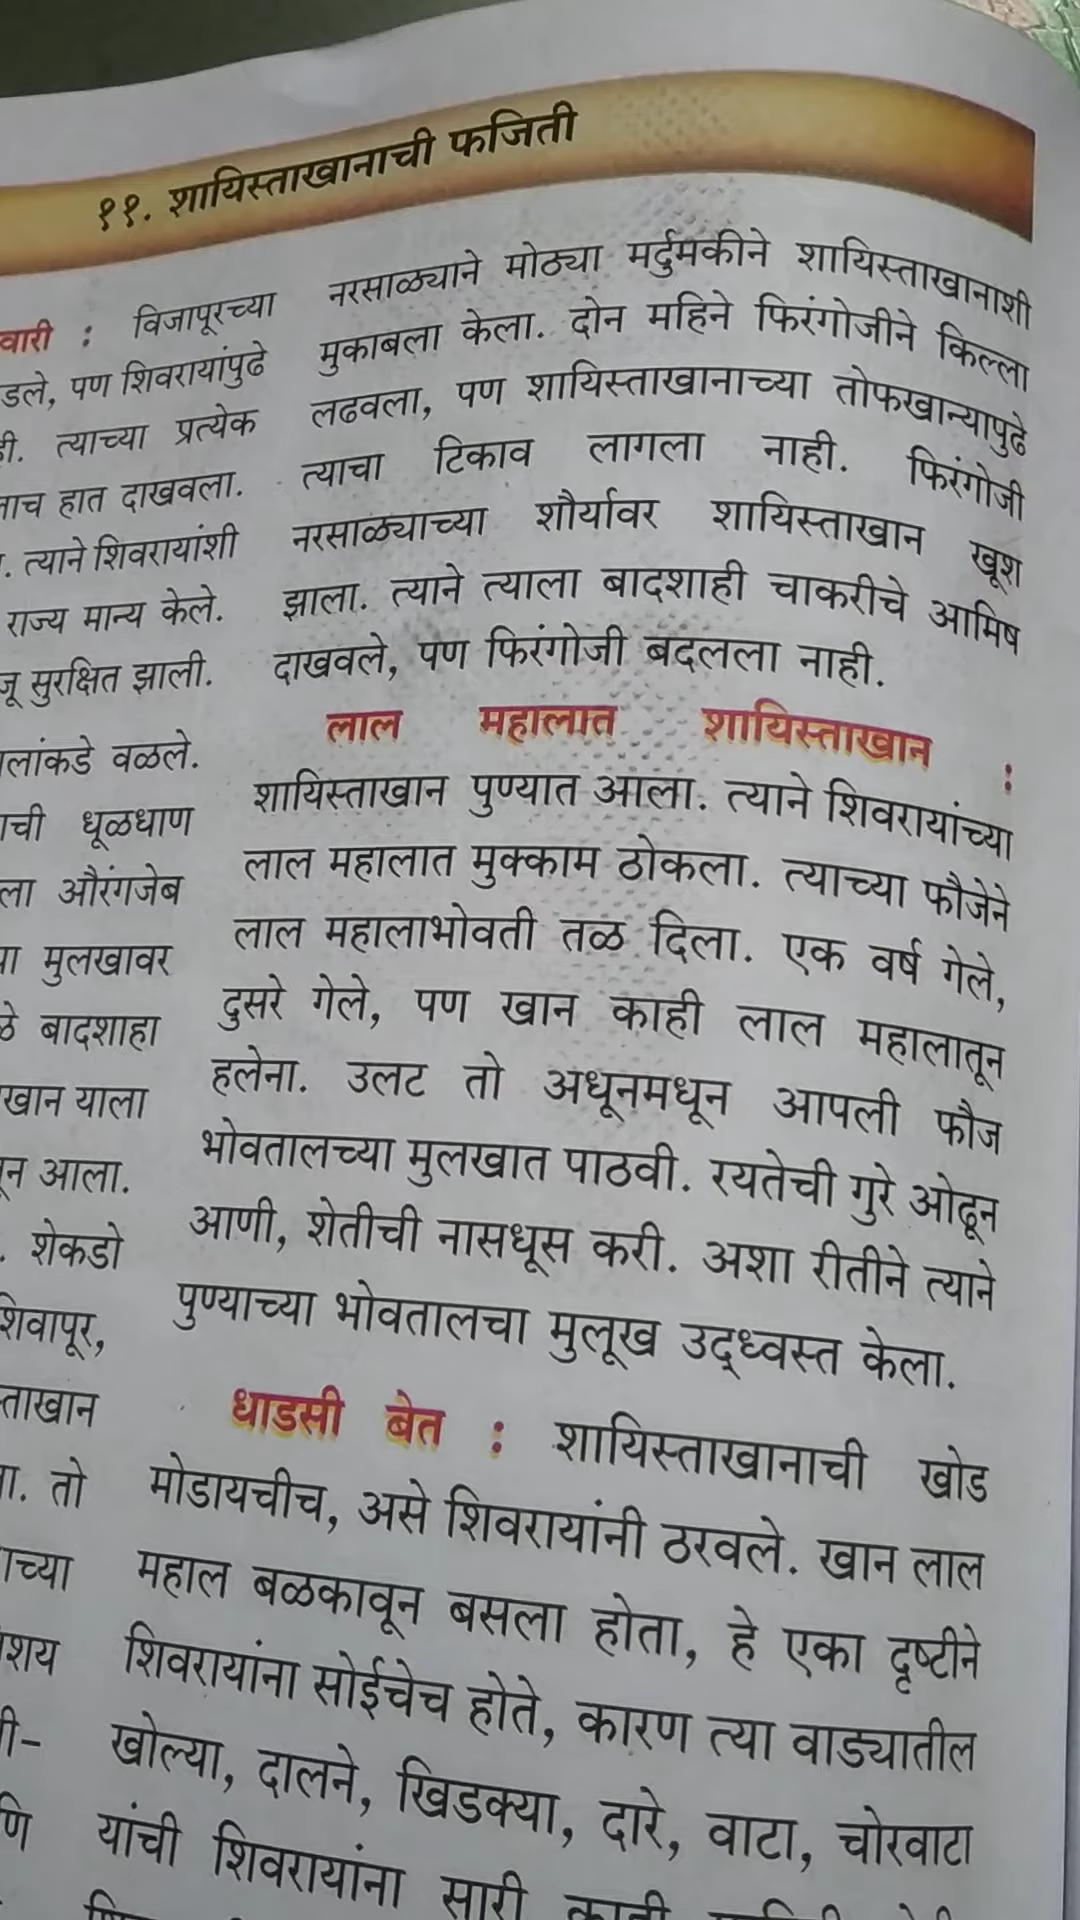 ११. शायिस्ताखानाची फजिती
वारी : विजापूरच्या
पण शिवरायांपुढे
त्याच्या प्रत्येक
हात दाखवला.
त्याने शिवरायांशी
राज्य मान्य केले.
सुरक्षित झाली.
वळले.
धूळधाण
औरंगजेब
मुलखावर
बादशाहा
खान याला
आला.
शेकडो
शिवापूर,
तो
नरसाळ्याने मोठ्या मर्दुमकीने शायिस्ताखानाशी
मुकाबला केला. दोन महिने फिरंगोजीने किल्ला
लढवला, पण शायिस्ताखानाच्या तोफखान्यापुढे
त्याचा टिकाव लागला नाही. फिरंगोजी
नरसाळ्याच्या शौर्यावर शायिस्ताखान खूश
झाला. त्याने त्याला बादशाही चाकरीचे आमिष
दाखवले, पण फिरंगोजी बदलला नाही.
लाल महालात शायिस्ताखान :
शायिस्ताखान पुण्यात आला. त्याने शिवरायांच्या
लाल महालात मुक्काम ठोकला. त्याच्या फौजेने
लाल महालाभोवती तळ दिला. एक वर्ष गेले,
दुसरे गेले, पण खान काही लाल महालातून
हलेना. उलट तो अधूनमधून आपली फौज
भोवतालच्या मुलखात पाठवी. रयतेची गुरे ओढून
आणी, शेतीची नासधूस करी. अशा रीतीने त्याने
पुण्याच्या भोवतालचा मुलूख उद्ध्वस्त केला.
धाडसी बेत : शायिस्ताखानाची खोड
मोडायचीच, असे शिवरायांनी ठरवले. खान लाल
महाल बळकावून बसला होता, हे एका दृष्टीने
शिवरायांना सोईचेच होते, कारण त्या वाड्यातील
खोल्या, दालने, खिडक्या, दारे, वाटा, चोरवाटा
यांची शिवरायांना सारी